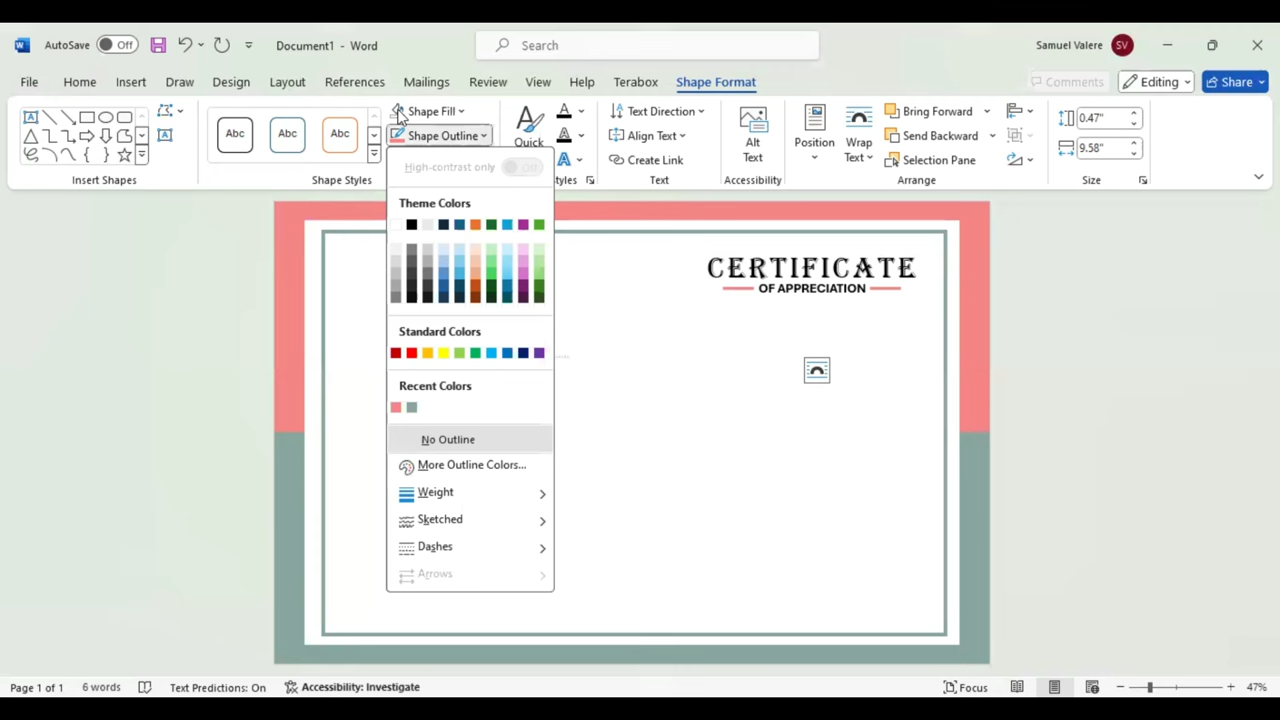 AutoSave Off Document1 - Word Search Samuel Valere SV
File Home Insert Draw Design Layout References Mailings Review View Help Terabox Shape Format Comments Editing Share
Abc Abc Abc Shape Fill Text Direction Bring Forward 0.47"
Shape Outline Align Text Send Backward
Quick Alt Position Wrap 9.58"
Create Link Text Text Selection Pane
Insert Shapes Shape Styles Text Accessibility Arrange Size
High-contrast only Off
Theme Colors
CERTIFICATE
OF APPRECIATION
Standard Colors
Recent Colors
No Outline
More Outline Colors...
Weight
Sketched
Dashes
Arrows
Page 1 of 1 6 words Text Predictions: On Accessibility: Investigate Focus 47%